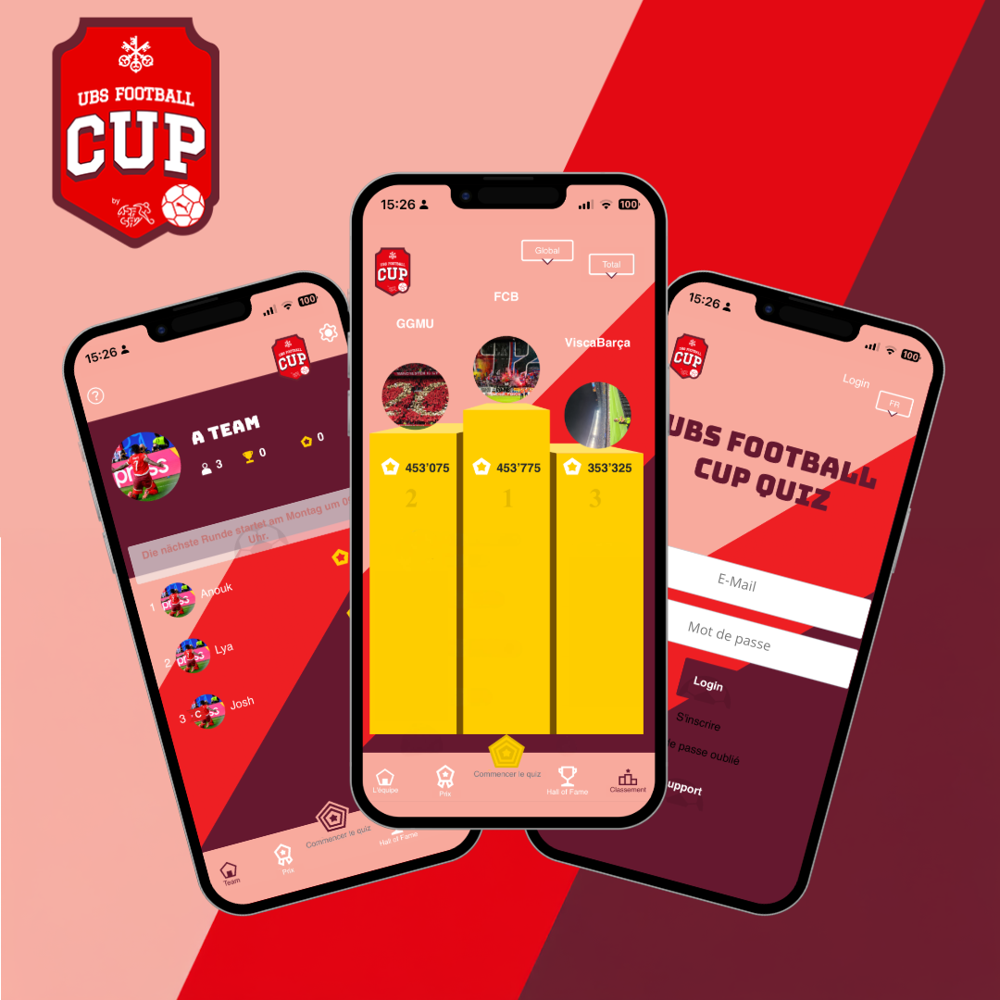 UBS FOOTBALL
CUP
by
15:26
100
CUP
A TEAM
3
0
0
Die nächste Runde startet am Montag um
Uhr.
1
Anouk
2
Lya
3
Josh
Team
Prix
Commencer le quiz
Hall of Fame
15:26
100
UBS FOOTBALL
CUP
Global
Total
FCB
GGMU
ViscaBarça
453'075
453'775
353'325
2
1
3
L'équipe
Prix
Commencer le quiz
Hall of Fame
Classement
15:26
100
CUP
Login
FR
UBS FOOTBALL
CUP QUIZ
E-Mail
Mot de passe
Login
S'inscrire
passe oublié
upport